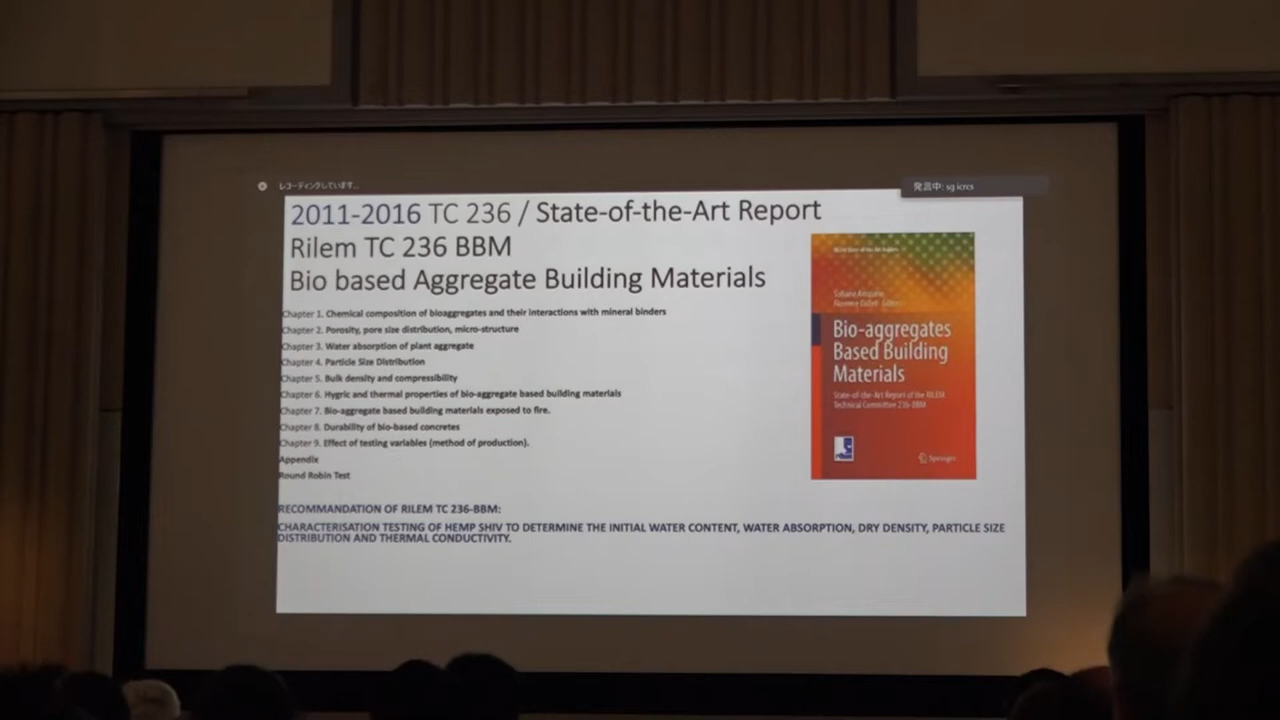 レコーディングしています...
発言中: sg icrcs
2011-2016 TC 236 / State-of-the-Art Report
Rilem TC 236 BBM
Bio based Aggregate Building Materials
Chapter 1. Chemical composition of bioaggregates and their interactions with mineral binders
Chapter 2. Porosity, pore size distribution, micro-structure
Chapter 3. Water absorption of plant aggregate
Chapter 4. Particle Size Distribution
Chapter 5. Bulk density and compressibility
Chapter 6. Hygric and thermal properties of bio-aggregate based building materials
Chapter 7. Bio-aggregate based building materials exposed to fire.
Chapter 8. Durability of bio-based concretes
Chapter 9. Effect of testing variables (method of production).
Appendix
Round Robin Test
RECOMMANDATION OF RILEM TC 236-BBM:
CHARACTERISATION TESTING OF HEMP SHIV TO DETERMINE THE INITIAL WATER CONTENT, WATER ABSORPTION, DRY DENSITY, PARTICLE SIZE
DISTRIBUTION AND THERMAL CONDUCTIVITY.
Bio-aggregates
Based Building
Materials
State-of-the-Art Report of the RILEM
Technical Committee 236-BBM
Springer